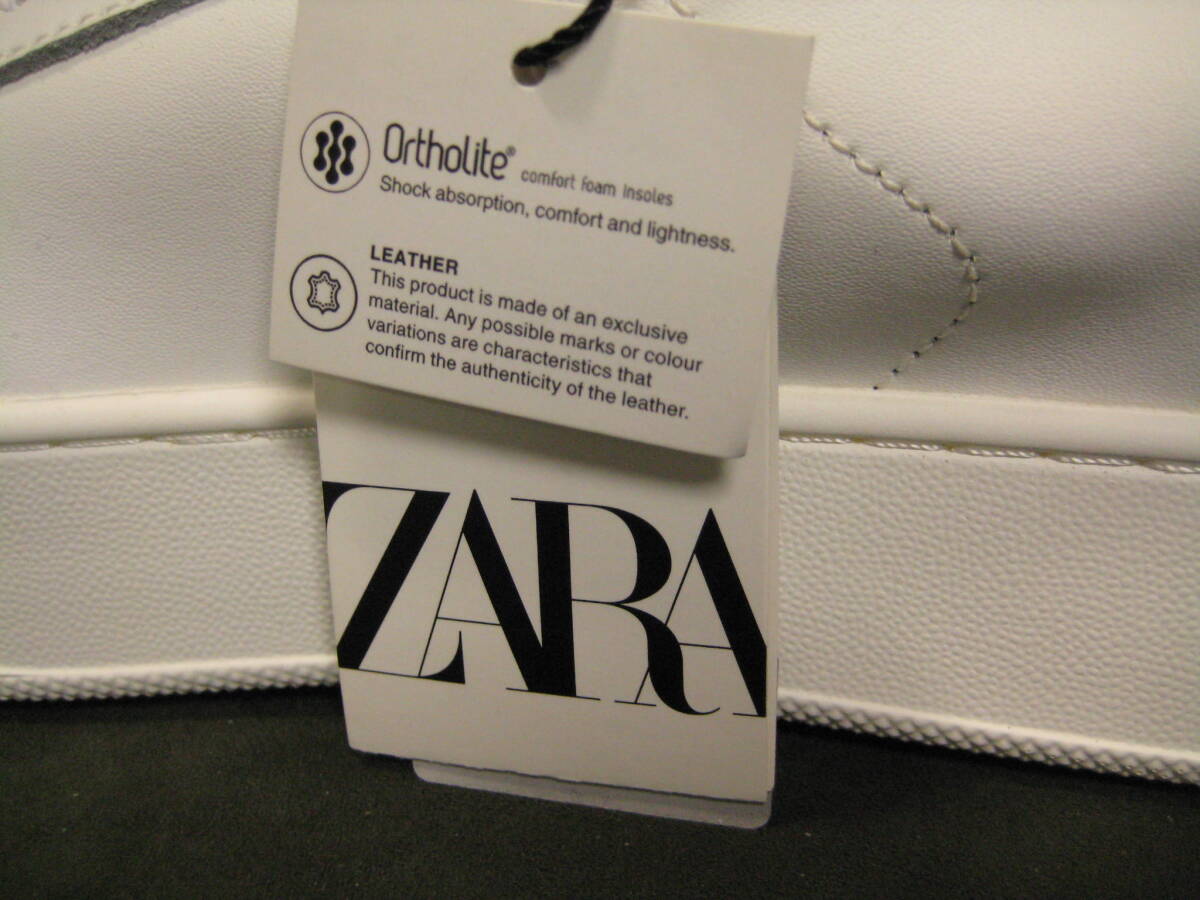 Ortholite® comfort foam insoles
Shock absorption, comfort and lightness.
LEATHER
This product is made of an exclusive
material. Any possible marks or colour
variations are characteristics that
confirm the authenticity of the leather.
ZARA